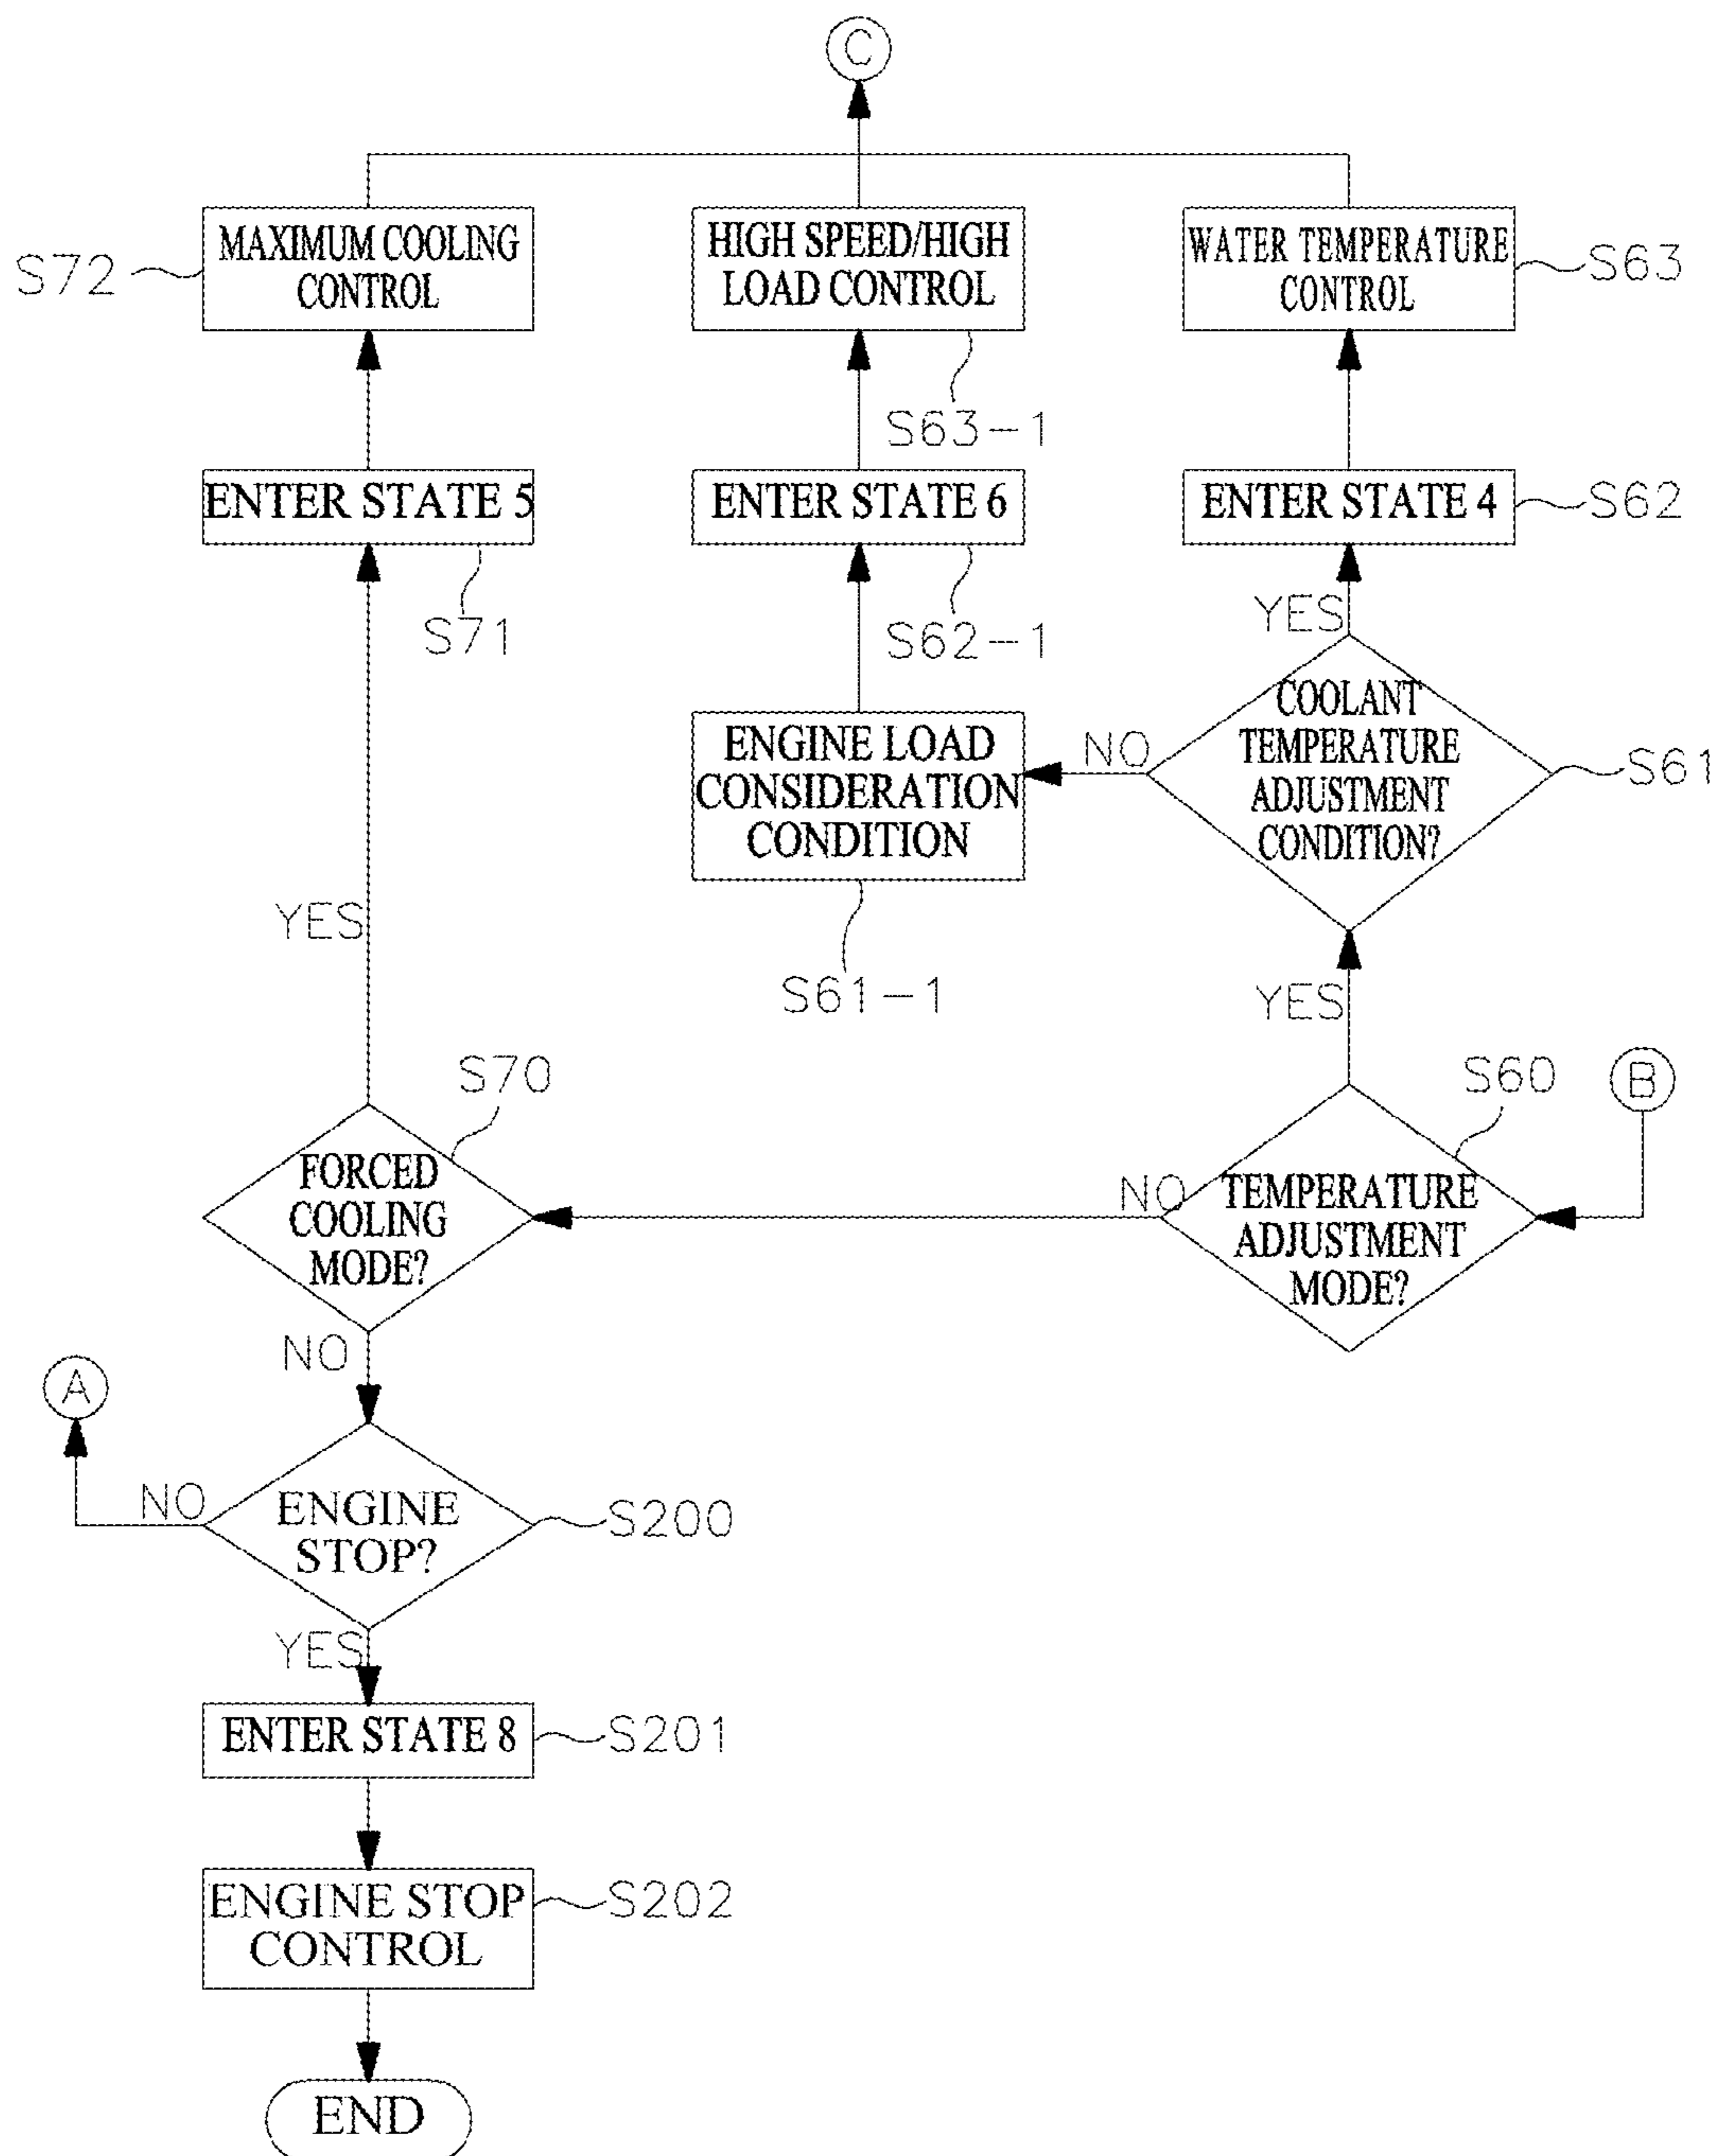 C
MAXIMUM COOLING
CONTROL
S72
HIGH SPEED/HIGH
LOAD CONTROL
S63-1
WATER TEMPERATURE
CONTROL
S63
ENTER STATE 5
S71
ENTER STATE 6
S62-1
ENTER STATE 4
S62
YES
COOLANT
TEMPERATURE
ADJUSTMENT
CONDITION?
S61
NO
ENGINE LOAD
CONSIDERATION
CONDITION
S61-1
YES
YES
S70
FORCED
COOLING
MODE?
NO
S60
TEMPERATURE
ADJUSTMENT
MODE?
B
NO
A
NO
ENGINE
STOP?
S200
YES
ENTER STATE 8
S201
ENGINE STOP
CONTROL
S202
END